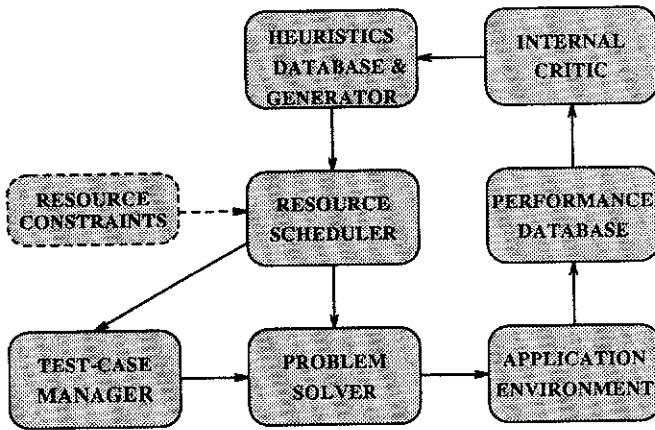 HEURISTICS
DATABASE &
GENERATOR
INTERNAL
CRITIC
RESOURCE
CONSTRAINTS
RESOURCE
SCHEDULER
PERFORMANCE
DATABASE
TEST-CASE
MANAGER
PROBLEM
SOLVER
APPLICATION
ENVIRONMENT